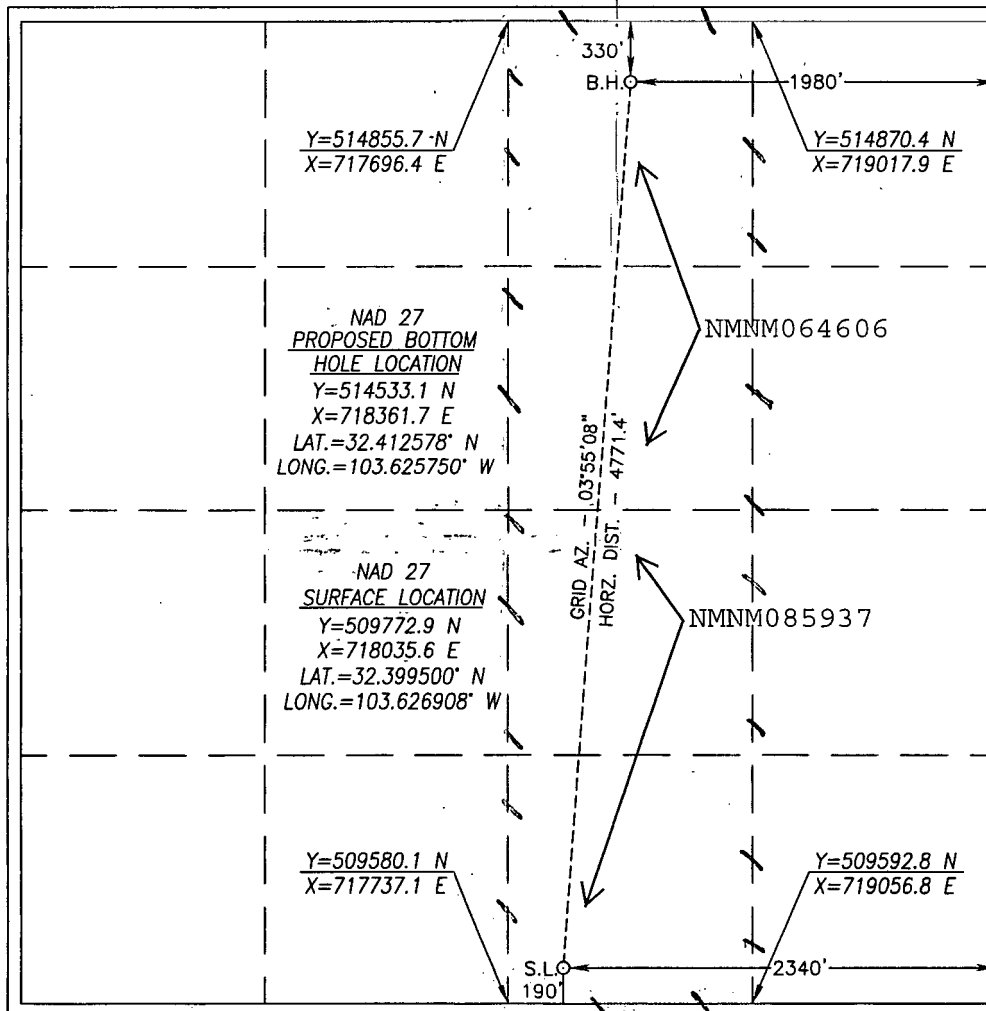 330'
B.H.
1980'
Y=514855.7 N
X=717696.4 E
Y=514870.4 N
X=719017.9 E
NAD 27
PROPOSED BOTTOM
HOLE LOCATION
Y=514533.1 N
X=718361.7 E
LAT.=32.412578° N
LONG.=103.625750° W
NMNM064606
GRID AZ. - 03°55'08"
HORZ. DIST. - 4771.4'
NAD 27
SURFACE LOCATION
Y=509772.9 N
X=718035.6 E
LAT.=32.399500° N
LONG.=103.626908° W
NMNM085937
Y=509580.1 N
X=717737.1 E
Y=509592.8 N
X=719056.8 E
S.L.
2340'
190'